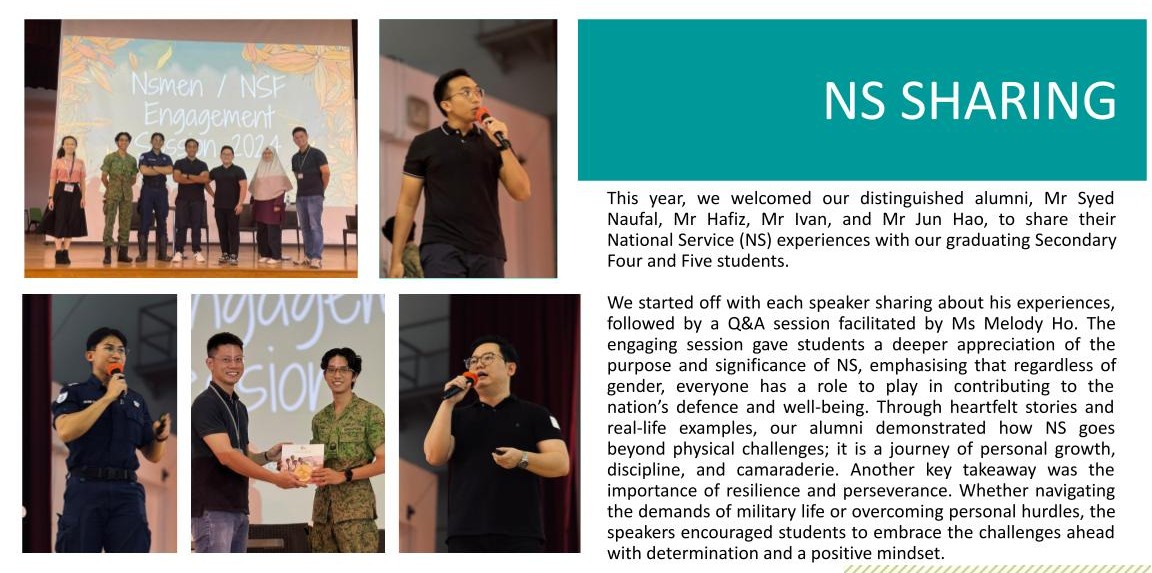 Nsmen / NSF
Engagement
Session 2024
NS SHARING
This year, we welcomed our distinguished alumni, Mr Syed
Naufal, Mr Hafiz, Mr Ivan, and Mr Jun Hao, to share their
National Service (NS) experiences with our graduating Secondary
Four and Five students.
We started off with each speaker sharing about his experiences,
followed by a Q&A session facilitated by Ms Melody Ho. The
engaging session gave students a deeper appreciation of the
purpose and significance of NS, emphasising that regardless of
gender, everyone has a role to play in contributing to the
nation’s defence and well-being. Through heartfelt stories and
real-life examples, our alumni demonstrated how NS goes
beyond physical challenges; it is a journey of personal growth,
discipline, and camaraderie. Another key takeaway was the
importance of resilience and perseverance. Whether navigating
the demands of military life or overcoming personal hurdles, the
speakers encouraged students to embrace the challenges ahead
with determination and a positive mindset.
ngagem
ession